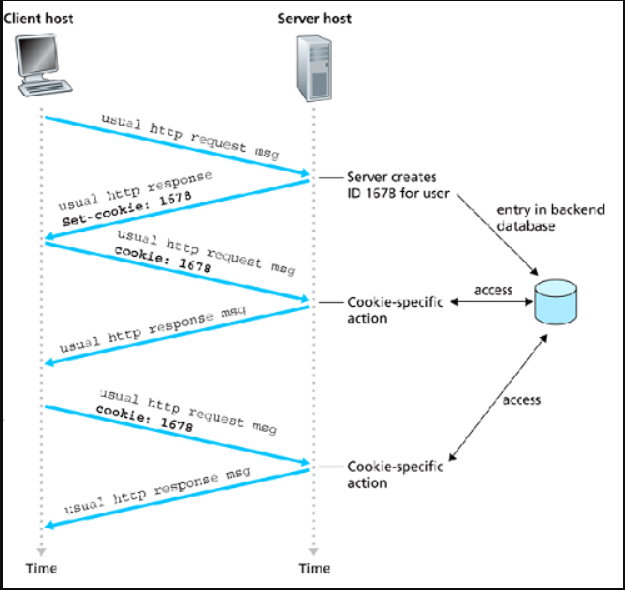 Client host
Server host
usual http request msg
Server creates
ID 1678 for user
usual http response
Set-cookie: 1678
entry in backend
database
usual http request msg
cookie: 1678
access
Cookie-specific
action
usual http response msg
access
usual http request msg
cookie: 1678
Cookie-specific
action
usual http response msg
Time
Time